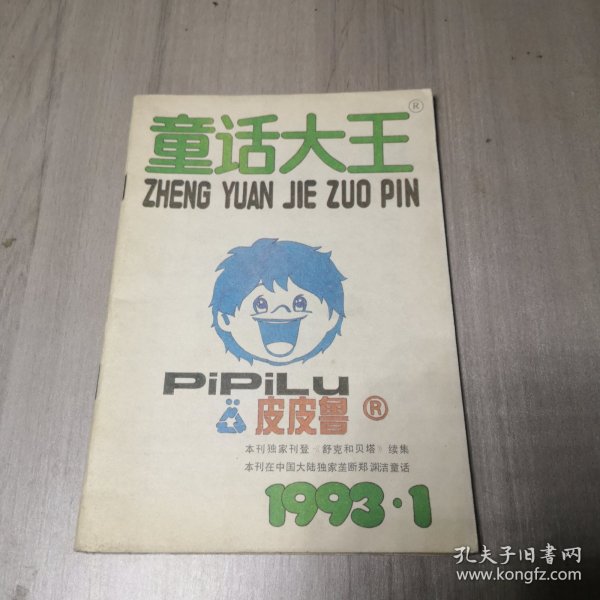 童话大王®
ZHENG YUAN JIE ZUO PIN
PiPiLu
皮皮鲁®
本刊独家刊登《舒克和贝塔》续集
本刊在中国大陆独家垄断郑渊洁童话
1993·1
孔夫子旧书网
www.kongfz.com